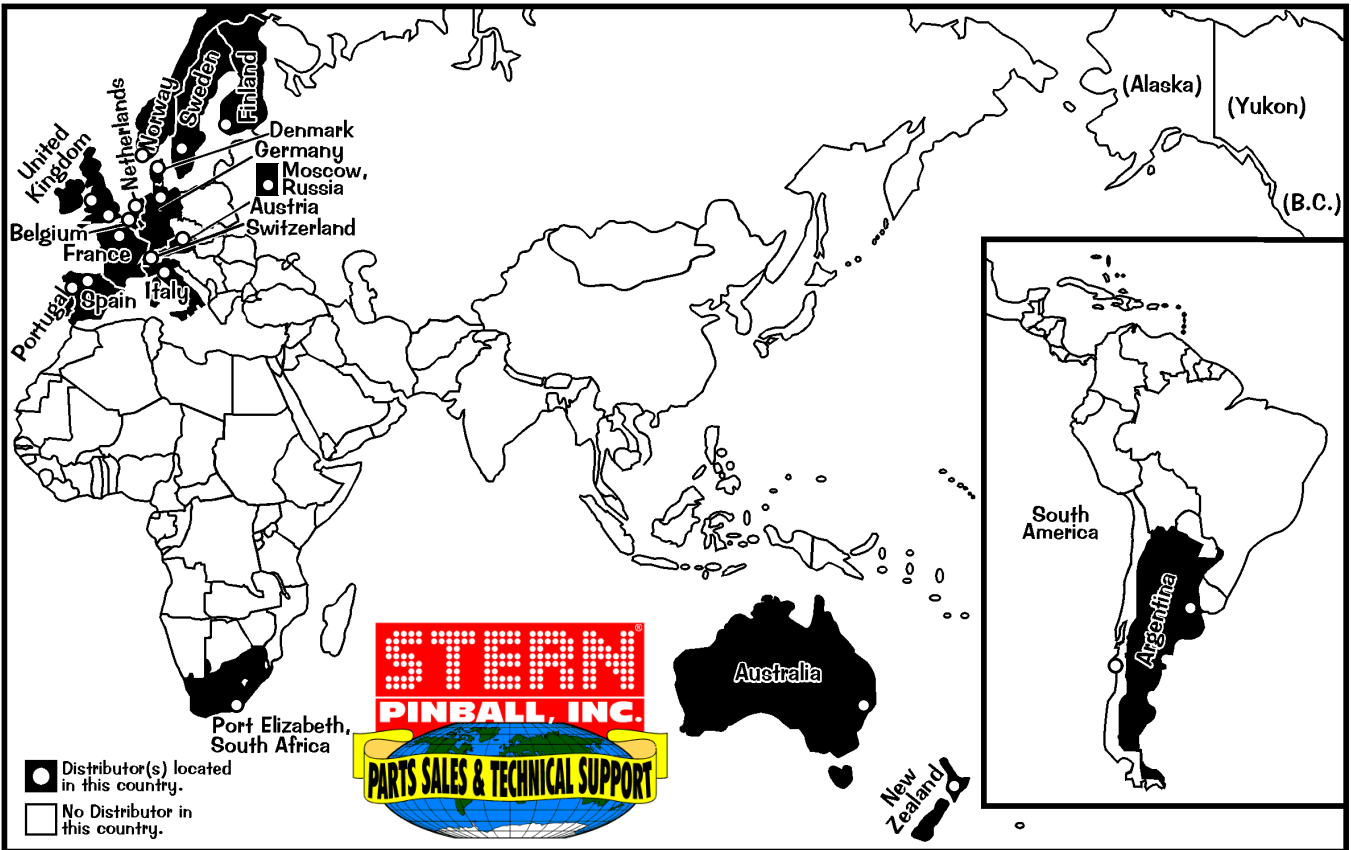 (Alaska)
(Yukon)
(B.C.)
United
Kingdom
Netherlands
Norway
Sweden
Finland
Denmark
Germany
Moscow,
Russia
Austria
Switzerland
Belgium
France
Portugal
Spain
Italy
South
America
Argentina
Australia
New
Zealand
Port Elizabeth,
South Africa
STERN®
PINBALL, INC.
PARTS SALES & TECHNICAL SUPPORT
Distributor(s) located
in this country.
No Distributor in
this country.